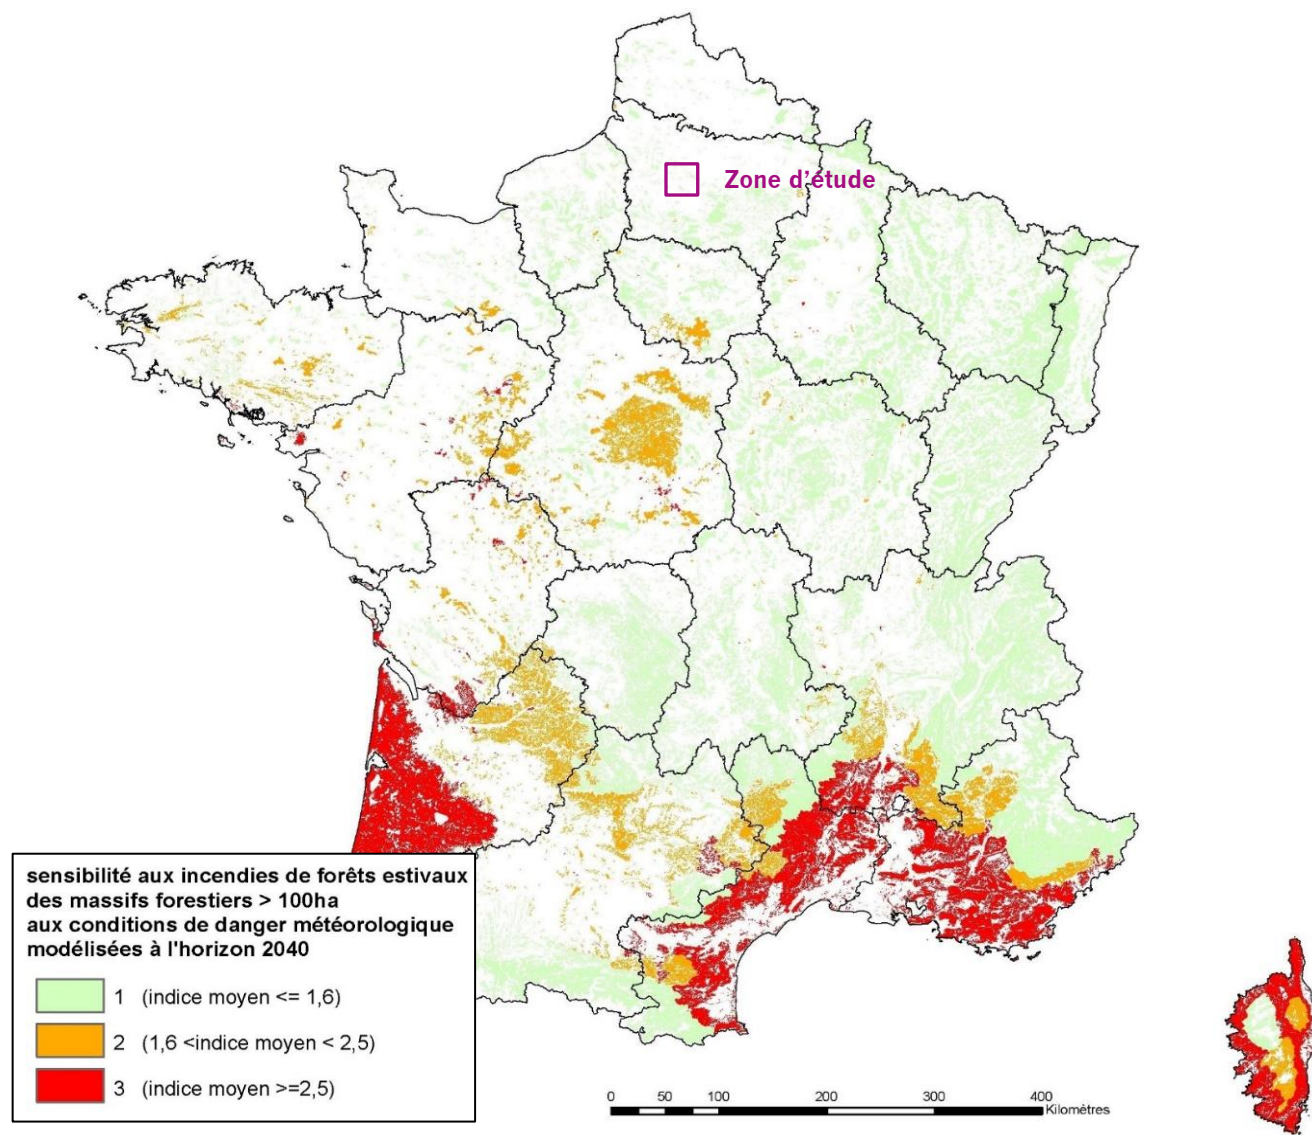 Zone d’étude
sensibilité aux incendies de forêts estivaux
des massifs forestiers > 100ha
aux conditions de danger météorologique
modélisées à l'horizon 2040
1 (indice moyen <= 1,6)
2 (1,6 <indice moyen < 2,5)
3 (indice moyen >=2,5)
0 50 100 200 300 400
Kilomètres